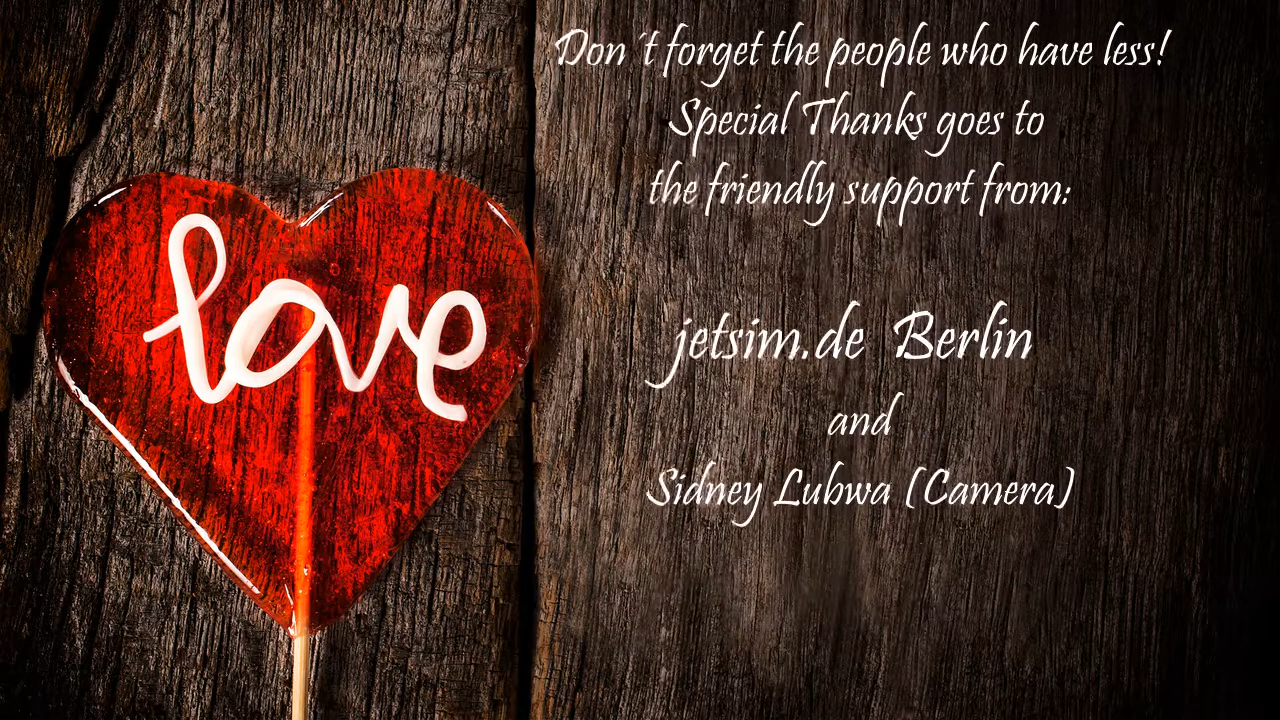 love
Don´t forget the people who have less!
Special Thanks goes to
the friendly support from:
jetsim.de Berlin
and
Sidney Lubwa (Camera)